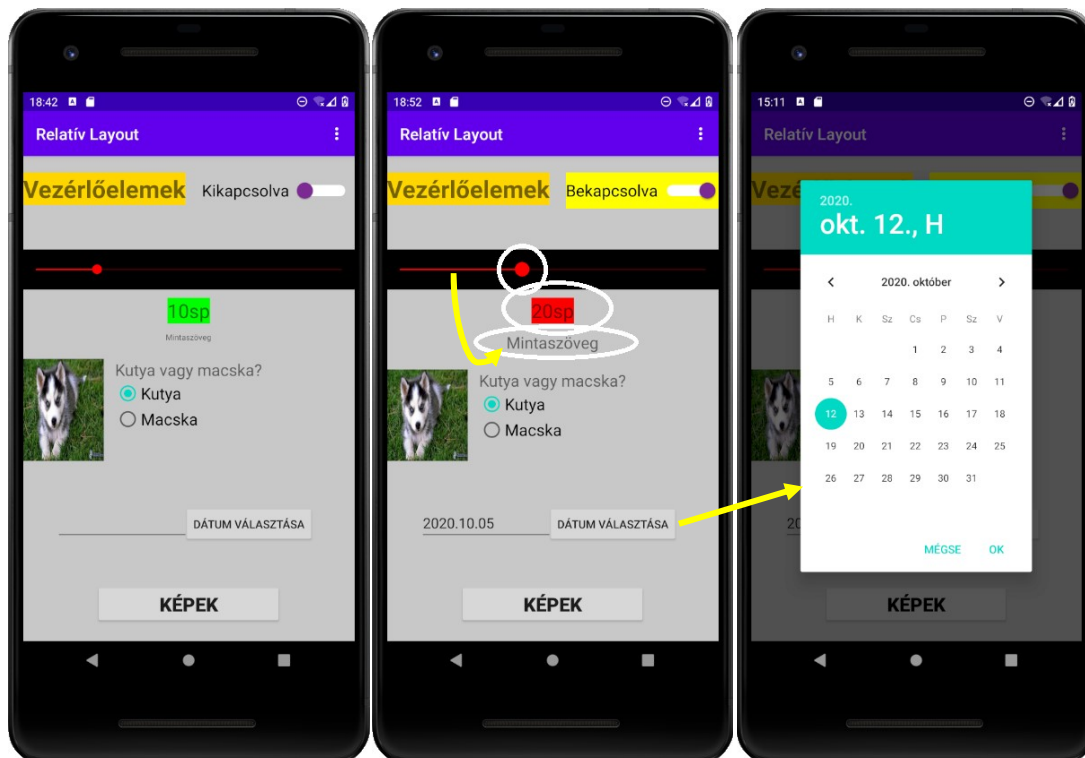 18:42
Relatív Layout
Vezérlőelemek Kikapcsolva
10sp
Mintaszöveg
Kutya vagy macska?
Kutya
Macska
DÁTUM VÁLASZTÁSA
KÉPEK
18:52
Relatív Layout
Vezérlőelemek Bekapcsolva
20sp
Mintaszöveg
Kutya vagy macska?
Kutya
Macska
2020.10.05 DÁTUM VÁLASZTÁSA
KÉPEK
15:11
Relatív Layout
Vezé
2020.
okt. 12., H
2020. október
H K Sz Cs P Sz V
1 2 3 4
5 6 7 8 9 10 11
12 13 14 15 16 17 18
19 20 21 22 23 24 25
26 27 28 29 30 31
20
MÉGSE OK
KÉPEK